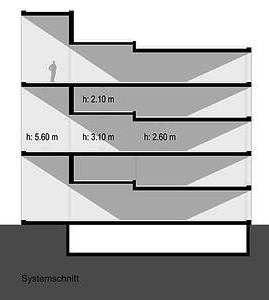 h: 2.10 m
h: 5.60 m h: 3.10 m h: 2.60 m
Systemschnitt